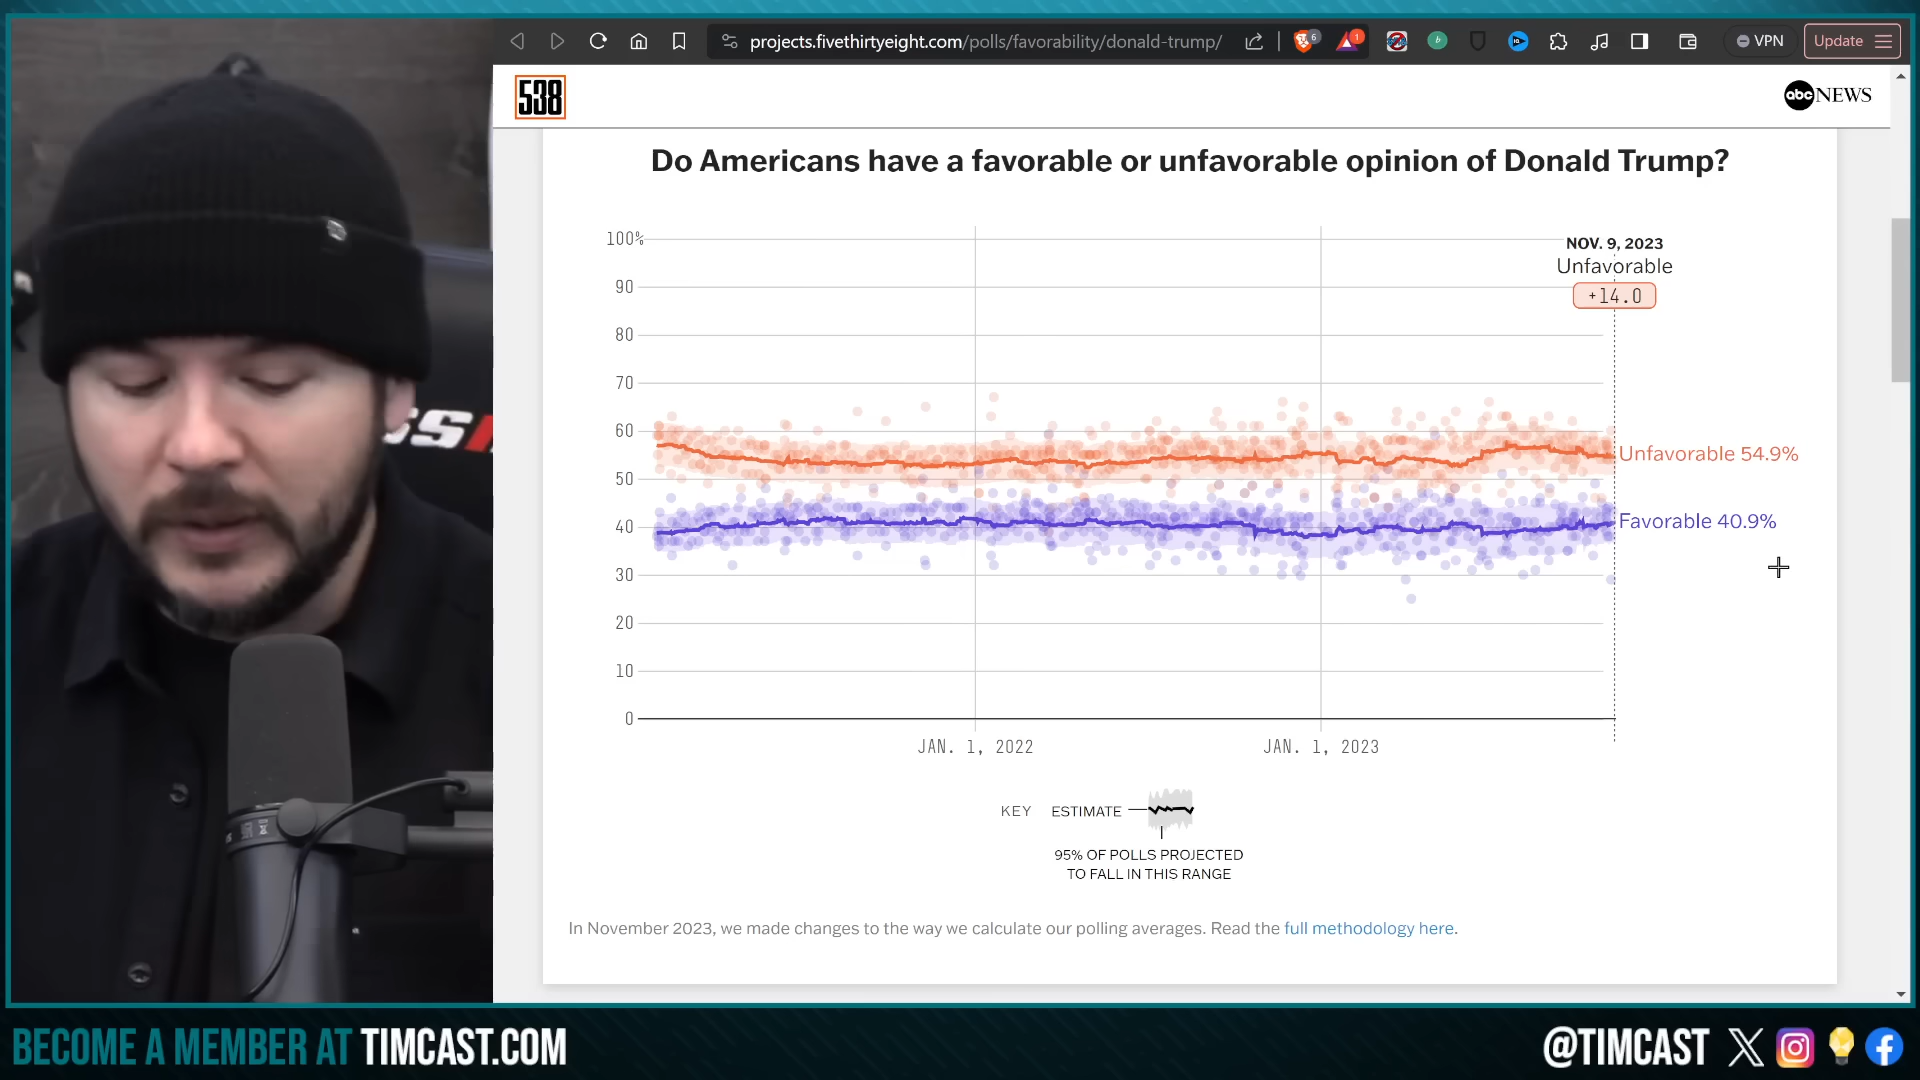 projects.fivethirtyeight.com/polls/favorability/donald-trump/
6
1
b
VPN
Update
538
abc NEWS
Do Americans have a favorable or unfavorable opinion of Donald Trump?
NOV. 9, 2023
Unfavorable
+14.0
100%
90
80
70
60
50
40
30
20
10
0
Unfavorable 54.9%
Favorable 40.9%
JAN. 1, 2022
JAN. 1, 2023
KEY ESTIMATE
95% OF POLLS PROJECTED
TO FALL IN THIS RANGE
In November 2023, we made changes to the way we calculate our polling averages. Read the full methodology here.
BECOME A MEMBER AT TIMCAST.COM
@TIMCAST